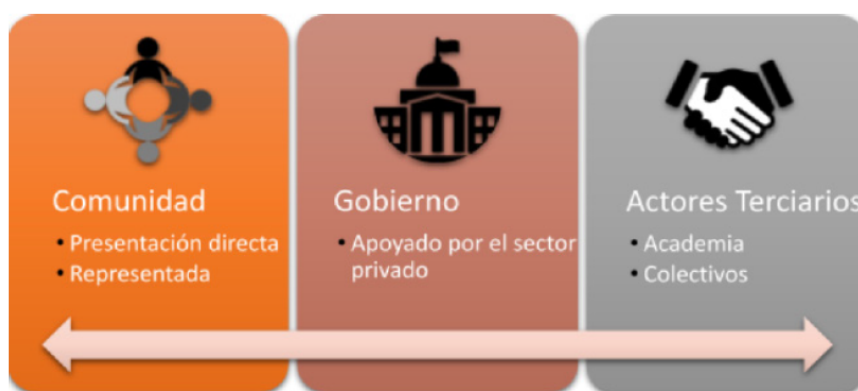 Comunidad
• Presentación directa
• Representada
Gobierno
• Apoyado por el sector
privado
Actores Terciarios
• Academia
• Colectivos